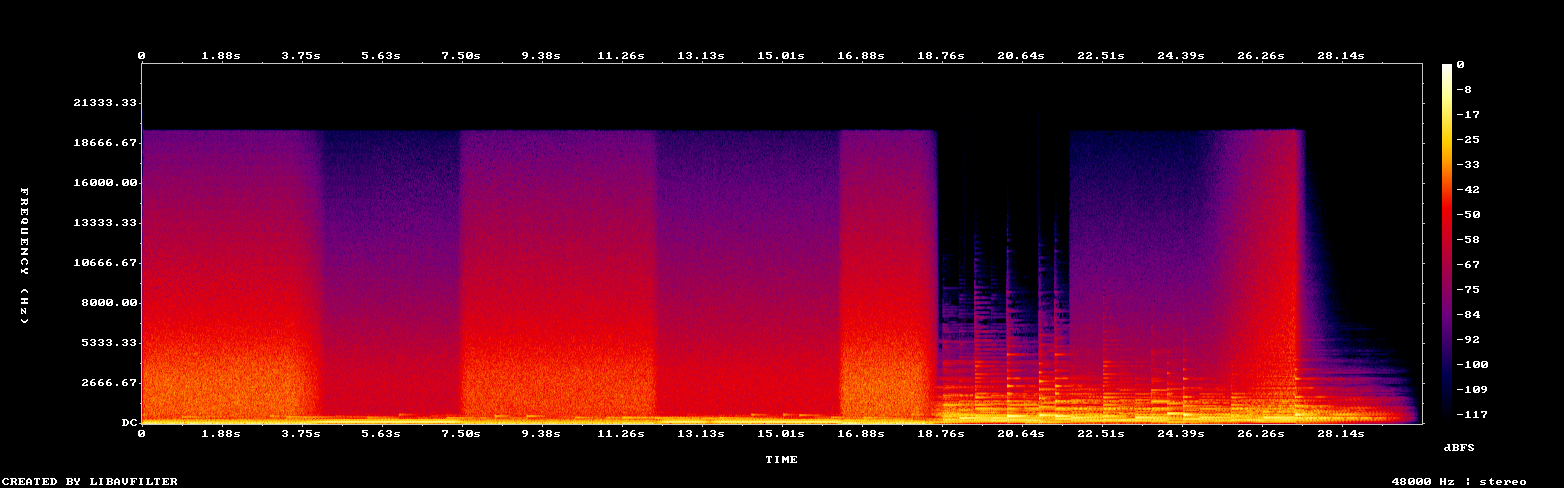 0 1.88s 3.75s 5.63s 7.50s 9.38s 11.26s 13.13s 15.01s 16.88s 18.76s 20.64s 22.51s 24.39s 26.26s 28.14s
21333.33
18666.67
16000.00
13333.33
10666.67
8000.00
5333.33
2666.67
DC
FREQUENCY (HZ)
0 1.88s 3.75s 5.63s 7.50s 9.38s 11.26s 13.13s 15.01s 16.88s 18.76s 20.64s 22.51s 24.39s 26.26s 28.14s
TIME
0
-8
-17
-25
-33
-42
-50
-58
-67
-75
-84
-92
-100
-109
-117
dBFS
CREATED BY LIBAVFILTER
48000 Hz | stereo